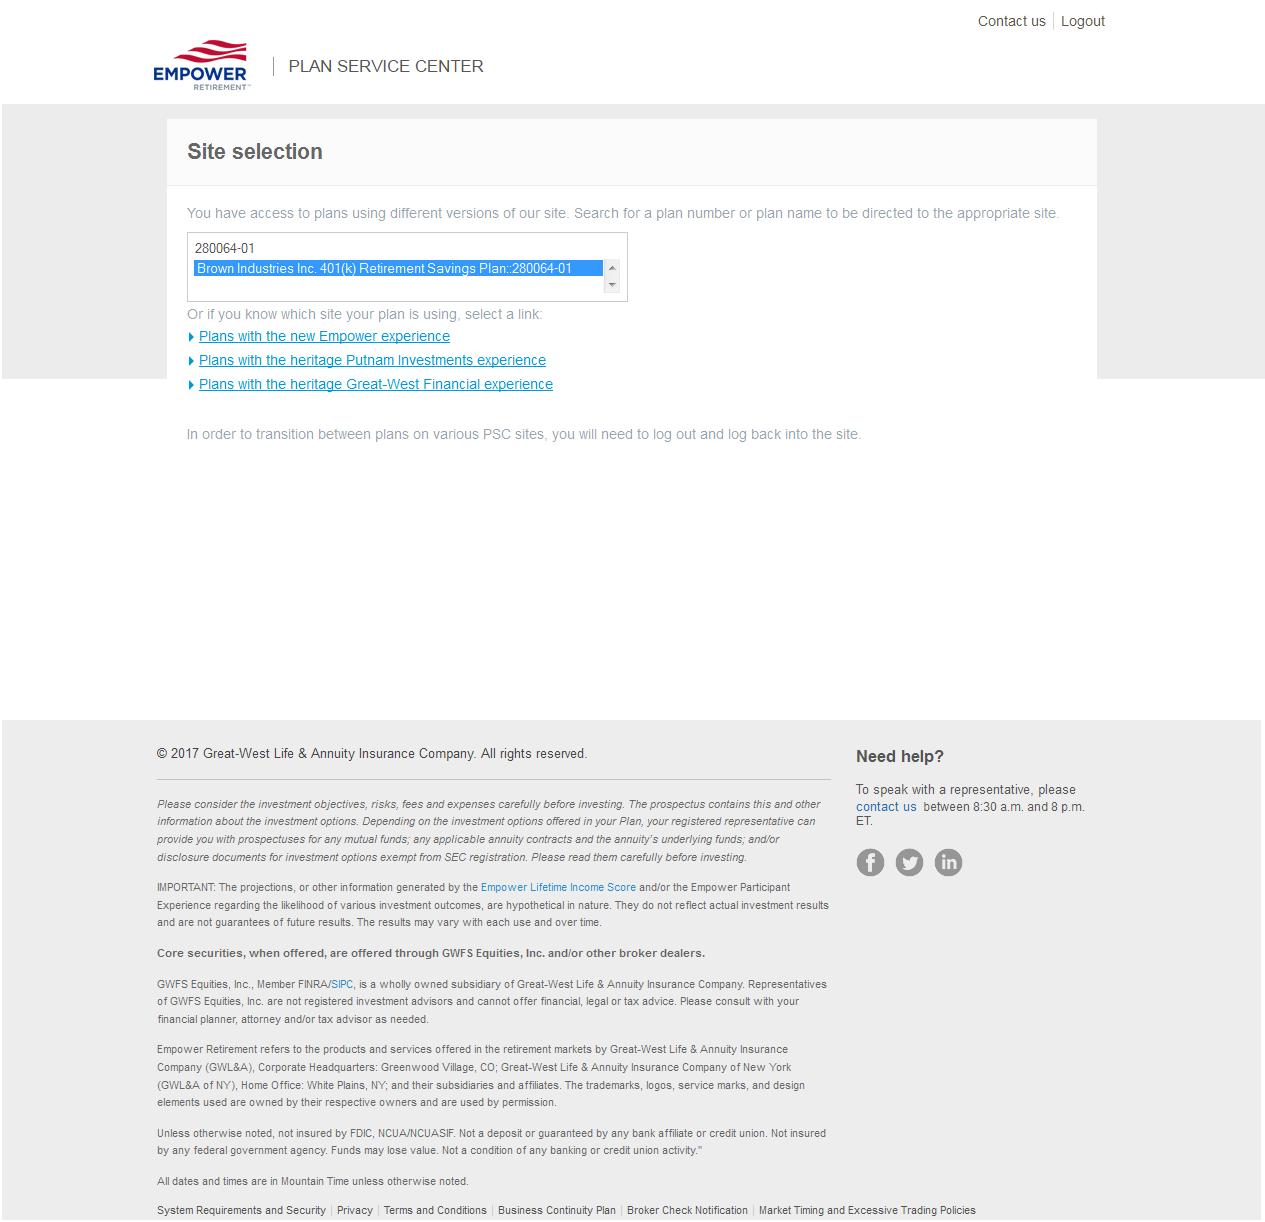 Contact us | Logout
EMPOWER
RETIREMENT™
PLAN SERVICE CENTER
Site selection
You have access to plans using different versions of our site. Search for a plan number or plan name to be directed to the appropriate site.
280064-01
Brown Industries Inc. 401(k) Retirement Savings Plan::280064-01
Or if you know which site your plan is using, select a link:
Plans with the new Empower experience
Plans with the heritage Putnam Investments experience
Plans with the heritage Great-West Financial experience
In order to transition between plans on various PSC sites, you will need to log out and log back into the site.
© 2017 Great-West Life & Annuity Insurance Company. All rights reserved.
Please consider the investment objectives, risks, fees and expenses carefully before investing. The prospectus contains this and other
information about the investment options. Depending on the investment options offered in your Plan, your registered representative can
provide you with prospectuses for any mutual funds; any applicable annuity contracts and the annuity's underlying funds; and/or
disclosure documents for investment options exempt from SEC registration. Please read them carefully before investing.
IMPORTANT: The projections, or other information generated by the Empower Lifetime Income Score and/or the Empower Participant
Experience regarding the likelihood of various investment outcomes, are hypothetical in nature. They do not reflect actual investment results
and are not guarantees of future results. The results may vary with each use and over time.
Core securities, when offered, are offered through GWFS Equities, Inc. and/or other broker dealers.
GWFS Equities, Inc., Member FINRA/SIPC, is a wholly owned subsidiary of Great-West Life & Annuity Insurance Company. Representatives
of GWFS Equities, Inc. are not registered investment advisors and cannot offer financial, legal or tax advice. Please consult with your
financial planner, attorney and/or tax advisor as needed.
Empower Retirement refers to the products and services offered in the retirement markets by Great-West Life & Annuity Insurance
Company (GWL&A), Corporate Headquarters: Greenwood Village, CO; Great-West Life & Annuity Insurance Company of New York
(GWL&A of NY), Home Office: White Plains, NY; and their subsidiaries and affiliates. The trademarks, logos, service marks, and design
elements used are owned by their respective owners and are used by permission.
Unless otherwise noted, not insured by FDIC, NCUA/NCUASIF. Not a deposit or guaranteed by any bank affiliate or credit union. Not insured
by any federal government agency. Funds may lose value. Not a condition of any banking or credit union activity."
All dates and times are in Mountain Time unless otherwise noted.
System Requirements and Security | Privacy | Terms and Conditions | Business Continuity Plan | Broker Check Notification | Market Timing and Excessive Trading Policies
Need help?
To speak with a representative, please
contact us between 8:30 a.m. and 8 p.m.
ET.